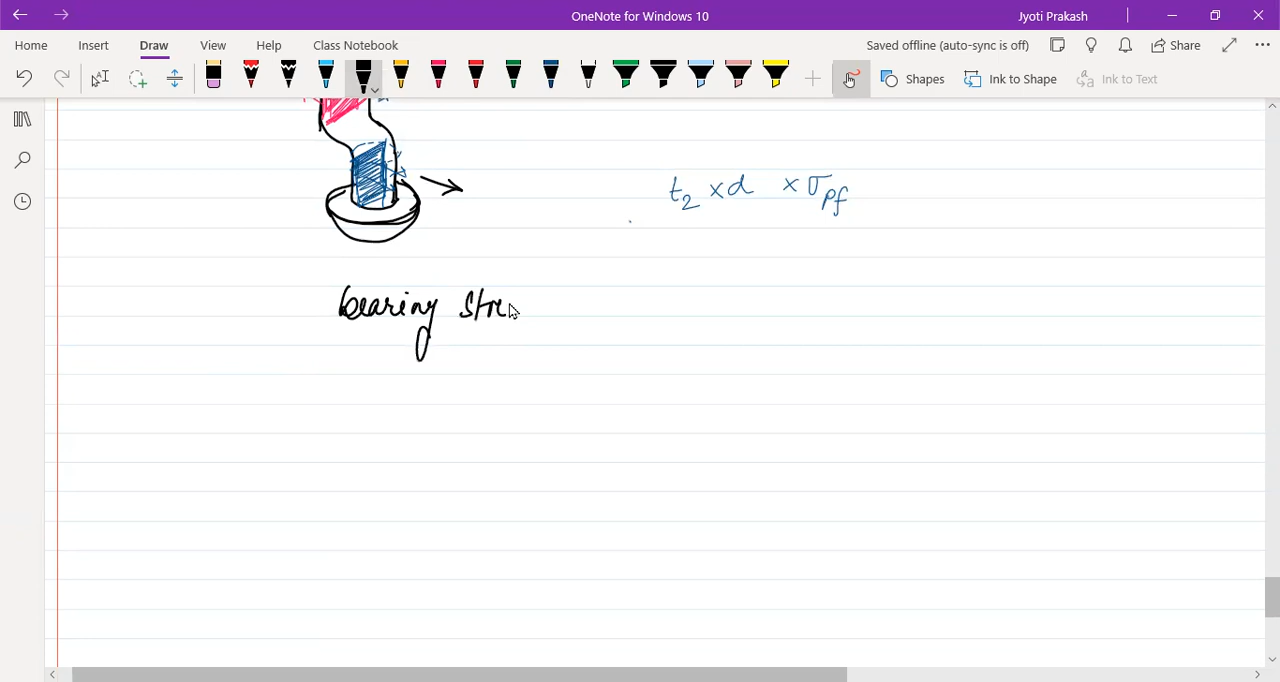 OneNote for Windows 10
Jyoti Prakash
Home Insert Draw View Help Class Notebook
Saved offline (auto-sync is off) Share
Shapes Ink to Shape Ink to Text
t₂ × d × σpf
bearing Stre